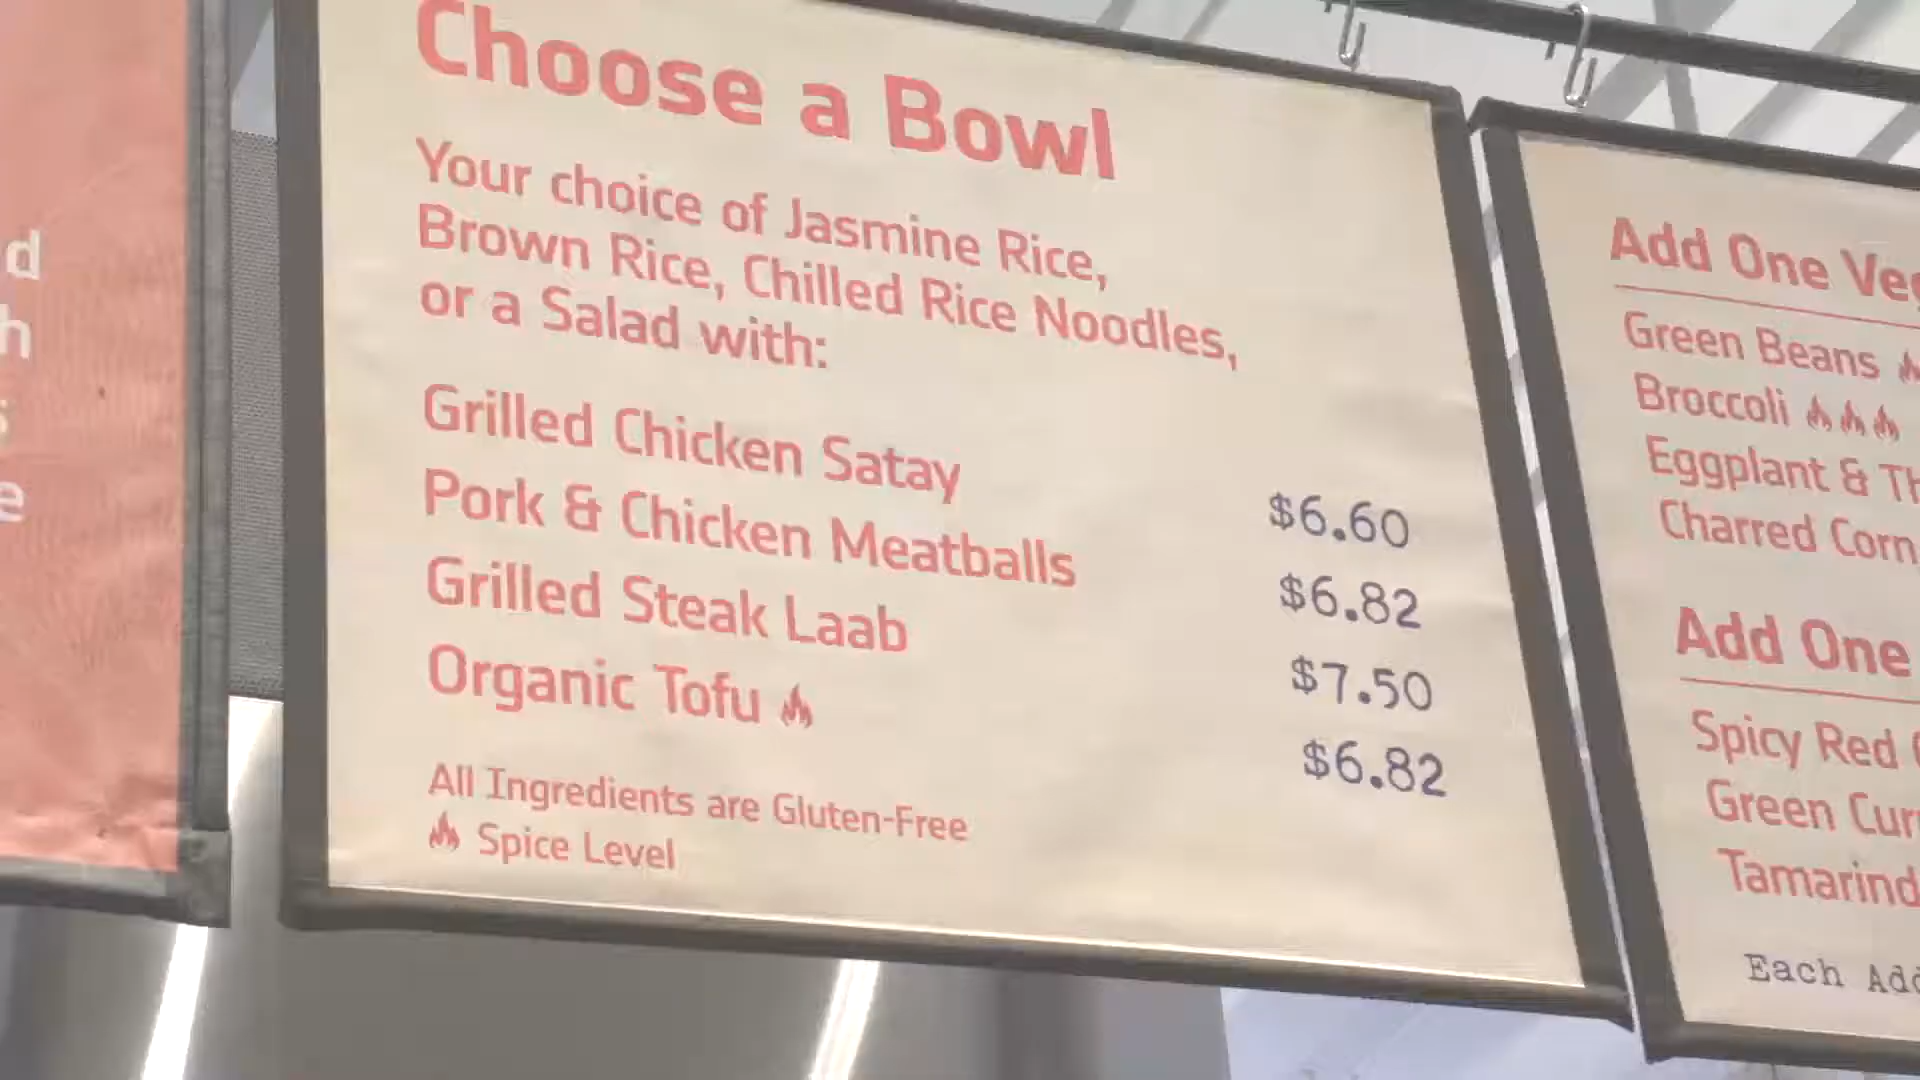 Choose a Bowl
Your choice of Jasmine Rice,
Brown Rice, Chilled Rice Noodles,
or a Salad with:
Grilled Chicken Satay $6.60
Pork & Chicken Meatballs $6.82
Grilled Steak Laab $7.50
Organic Tofu $6.82
All Ingredients are Gluten-Free
Spice Level
Add One
Green Beans
Broccoli
Eggplant &
Charred Corn,
Add One
Spicy Red
Green
Tamarind
Each